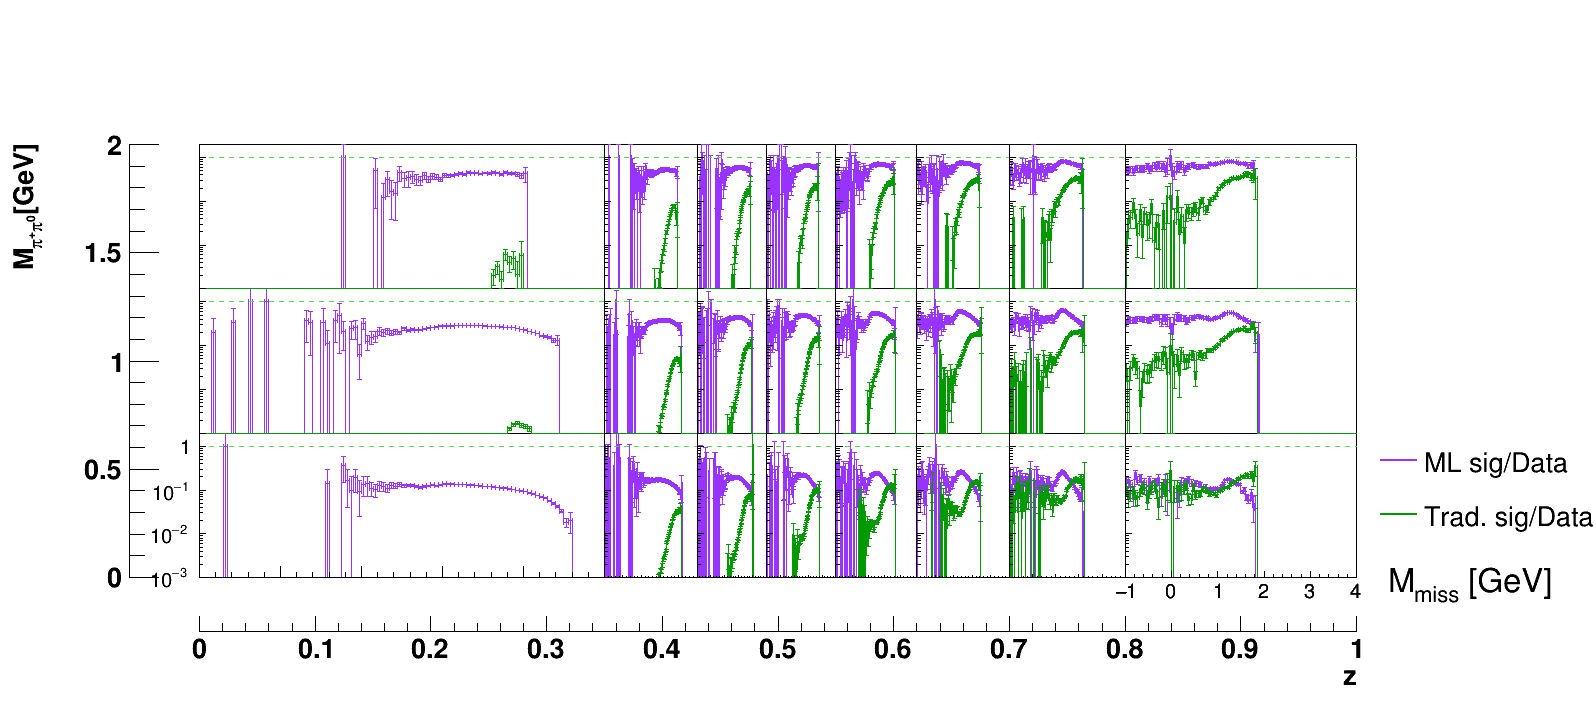 M_{π⁺π⁰} [GeV]
2
1.5
1
0.5
0
1
10⁻¹
10⁻²
10⁻³
ML sig/Data
Trad. sig/Data
−1 0 1 2 3 4
M_{miss} [GeV]
0 0.1 0.2 0.3 0.4 0.5 0.6 0.7 0.8 0.9 1
z